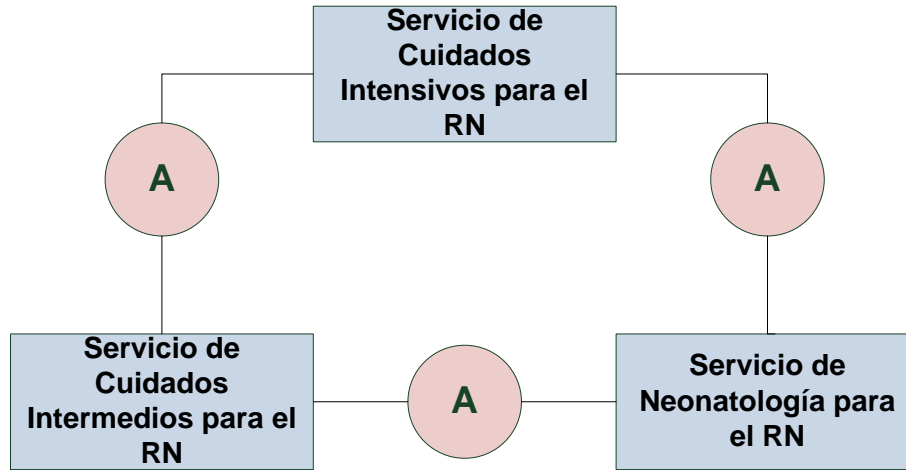 Servicio de
Cuidados
Intensivos para el
RN
A
A
Servicio de
Cuidados
Intermedios para el
RN
A
Servicio de
Neonatología para
el RN